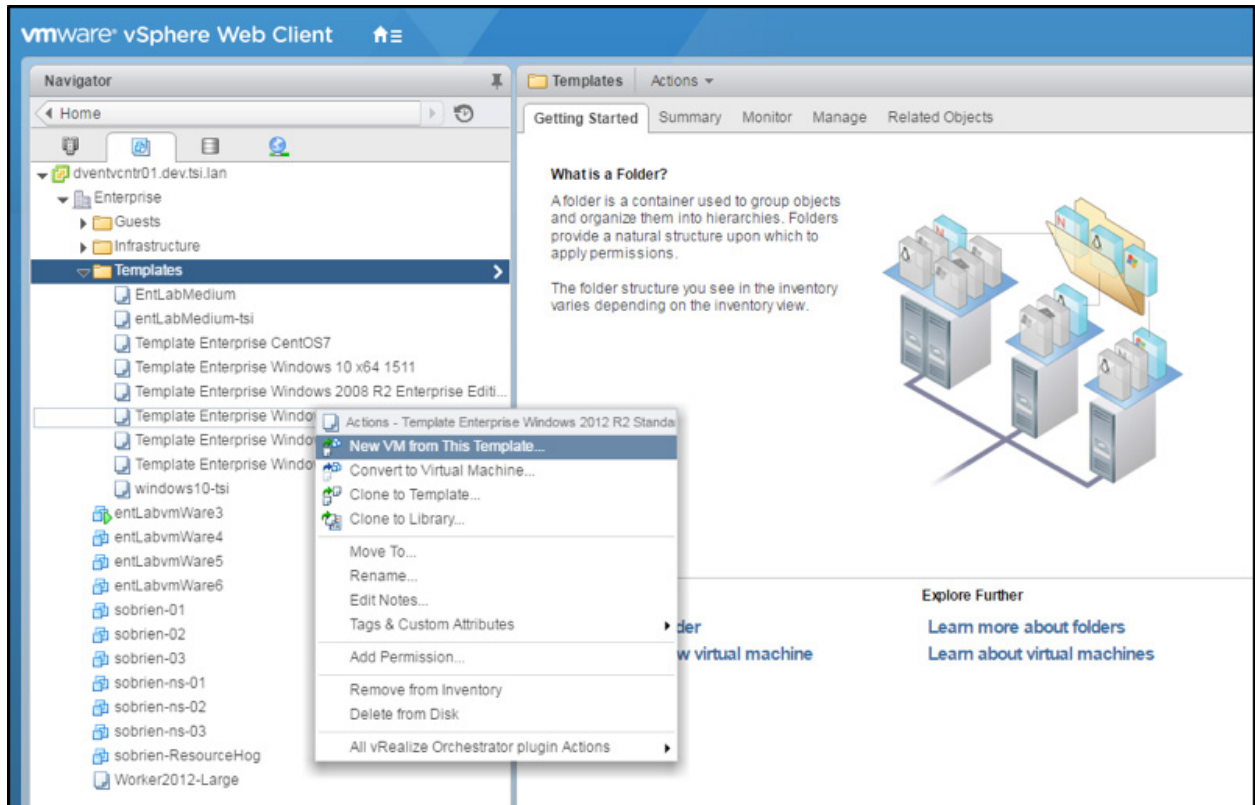 vmware® vSphere Web Client
Navigator
Home
dventvcntr01.dev.tsi.lan
Enterprise
Guests
Infrastructure
Templates
EntLabMedium
entLabMedium-tsi
Template Enterprise CentOS7
Template Enterprise Windows 10 x64 1511
Template Enterprise Windows 2008 R2 Enterprise Editi...
Template Enterprise Windo
Template Enterprise Windo
Template Enterprise Windo
windows10-tsi
entLabvmWare3
entLabvmWare4
entLabvmWare5
entLabvmWare6
sobrien-01
sobrien-02
sobrien-03
sobrien-ns-01
sobrien-ns-02
sobrien-ns-03
sobrien-ResourceHog
Worker2012-Large
Actions - Template Enterprise Windows 2012 R2 Standa
New VM from This Template...
Convert to Virtual Machine...
Clone to Template...
Clone to Library...
Move To...
Rename...
Edit Notes...
Tags & Custom Attributes
Add Permission...
Remove from Inventory
Delete from Disk
All vRealize Orchestrator plugin Actions
Templates Actions
Getting Started Summary Monitor Manage Related Objects
What is a Folder?
A folder is a container used to group objects
and organize them into hierarchies. Folders
provide a natural structure upon which to
apply permissions.
The folder structure you see in the inventory
varies depending on the inventory view.
der
w virtual machine
Explore Further
Learn more about folders
Learn about virtual machines